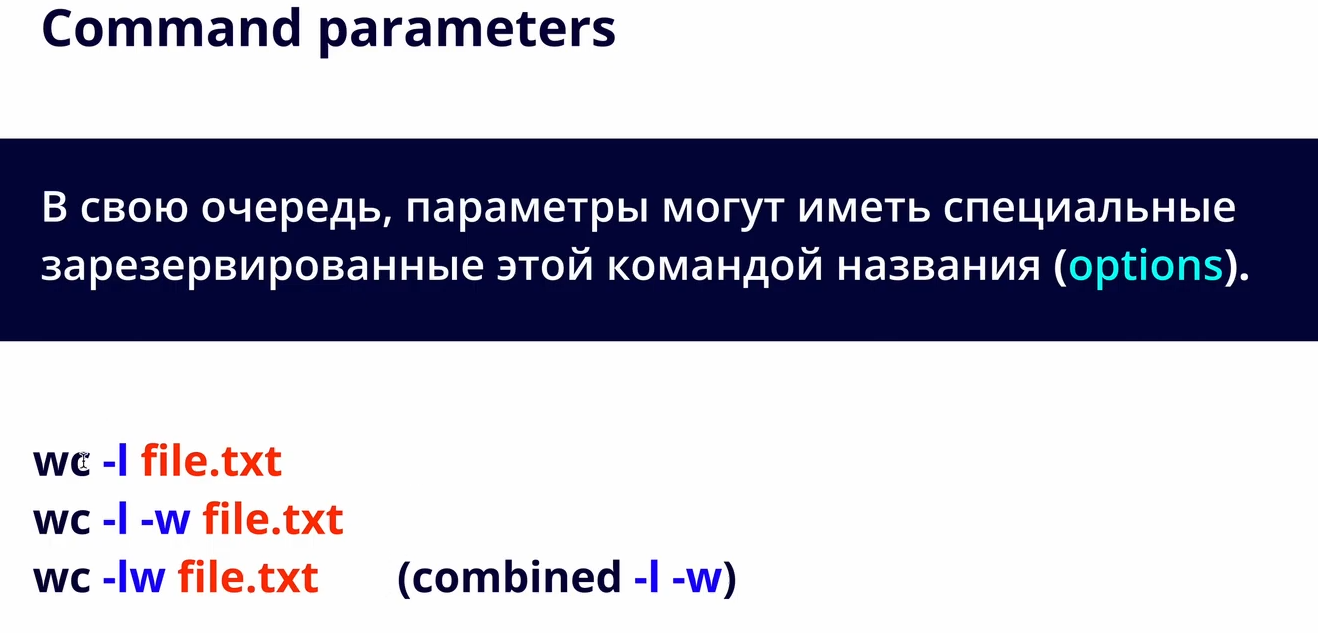 Command parameters
В свою очередь, параметры могут иметь специальные
зарезервированные этой командой названия (options).
wc -l file.txt
wc -l -w file.txt
wc -lw file.txt (combined -l -w)